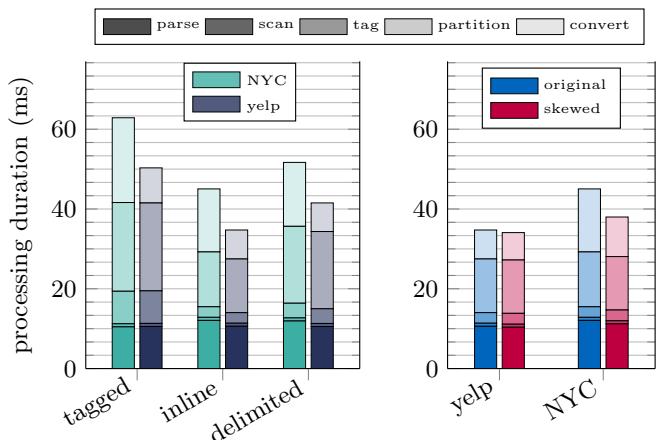 parse scan tag partition convert
processing duration (ms)
60
40
20
0
NYC
yelp
tagged
inline
delimited
60
40
20
0
original
skewed
yelp
NYC